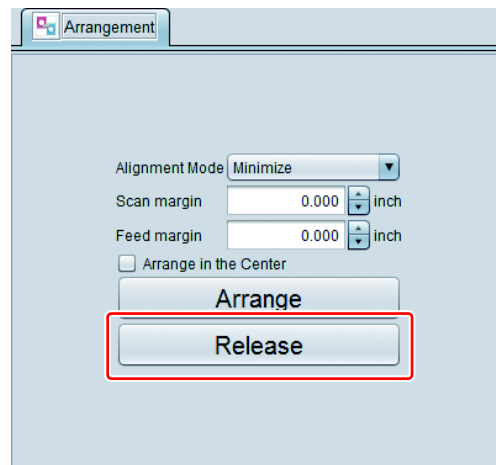 Arrangement
Alignment Mode Minimize
Scan margin 0.000 inch
Feed margin 0.000 inch
Arrange in the Center
Arrange
Release